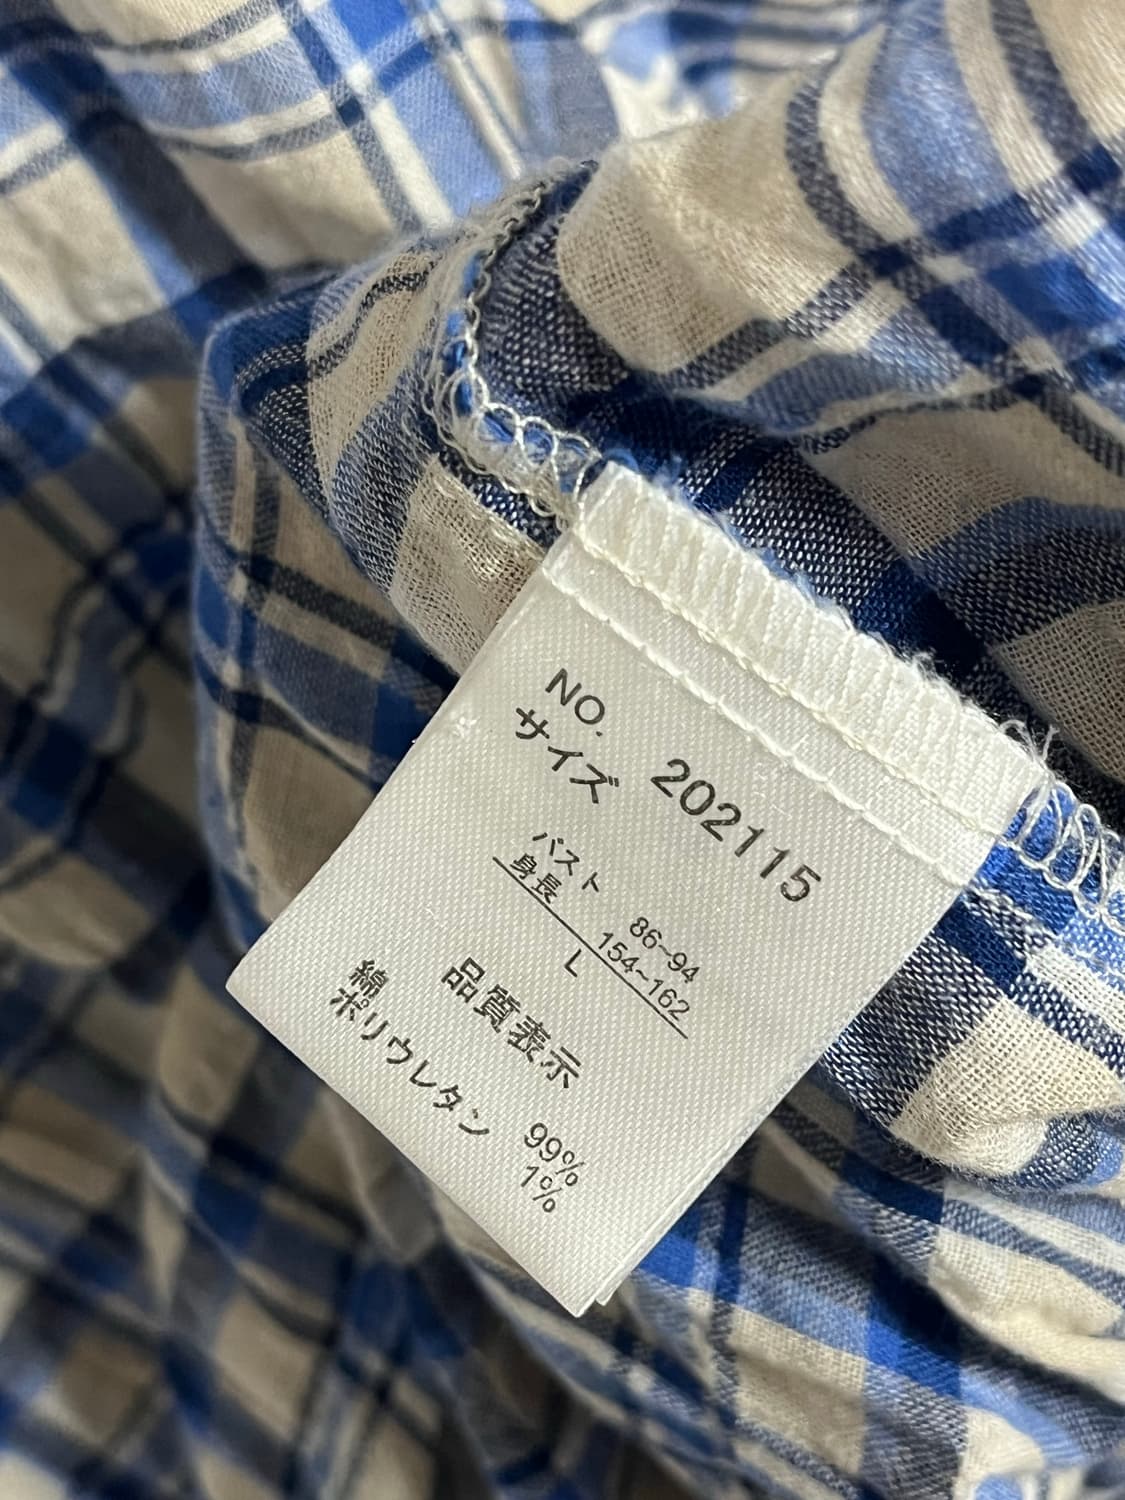 NO. 202115
サイズ
バスト 86~94
身長 154~162
L
品質表示
綿 99%
ポリウレタン 1%